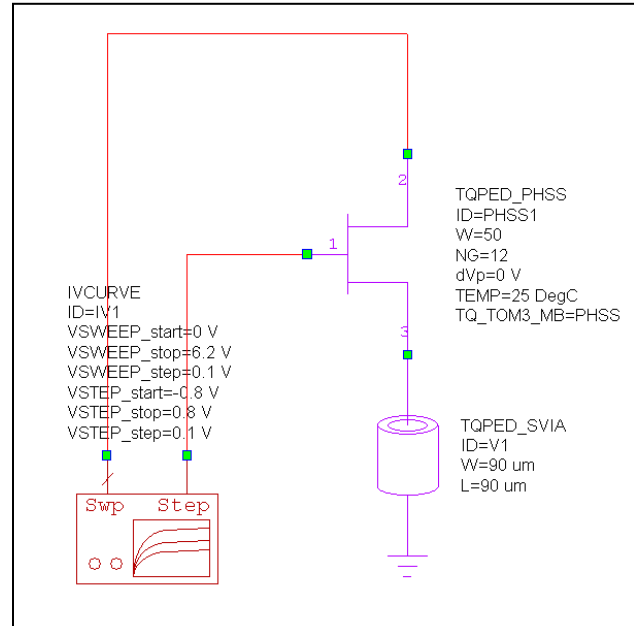 2
TQPED_PHSS
ID=PHSS1
W=50
NG=12
dVp=0 V
TEMP=25 DegC
TQ_TOM3_MB=PHSS
1
IVCURVE
ID=IV1
VSWEEP_start=0 V
VSWEEP_stop=6.2 V
VSWEEP_step=0.1 V
VSTEP_start=-0.8 V
VSTEP_stop=0.8 V
VSTEP_step=0.1 V
3
TQPED_SVIA
ID=V1
W=90 um
L=90 um
Swp Step